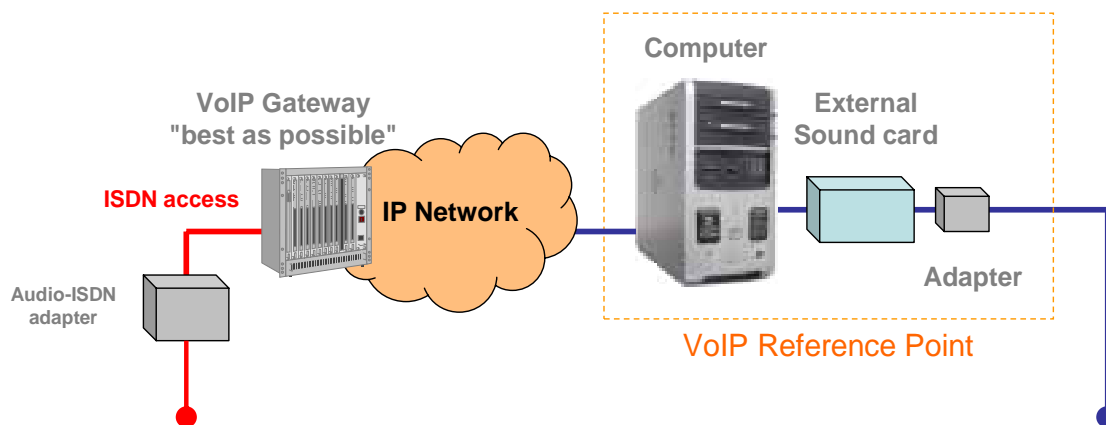 Computer
VoIP Gateway
"best as possible"
External
Sound card
ISDN access
IP Network
Audio-ISDN
adapter
Adapter
VoIP Reference Point